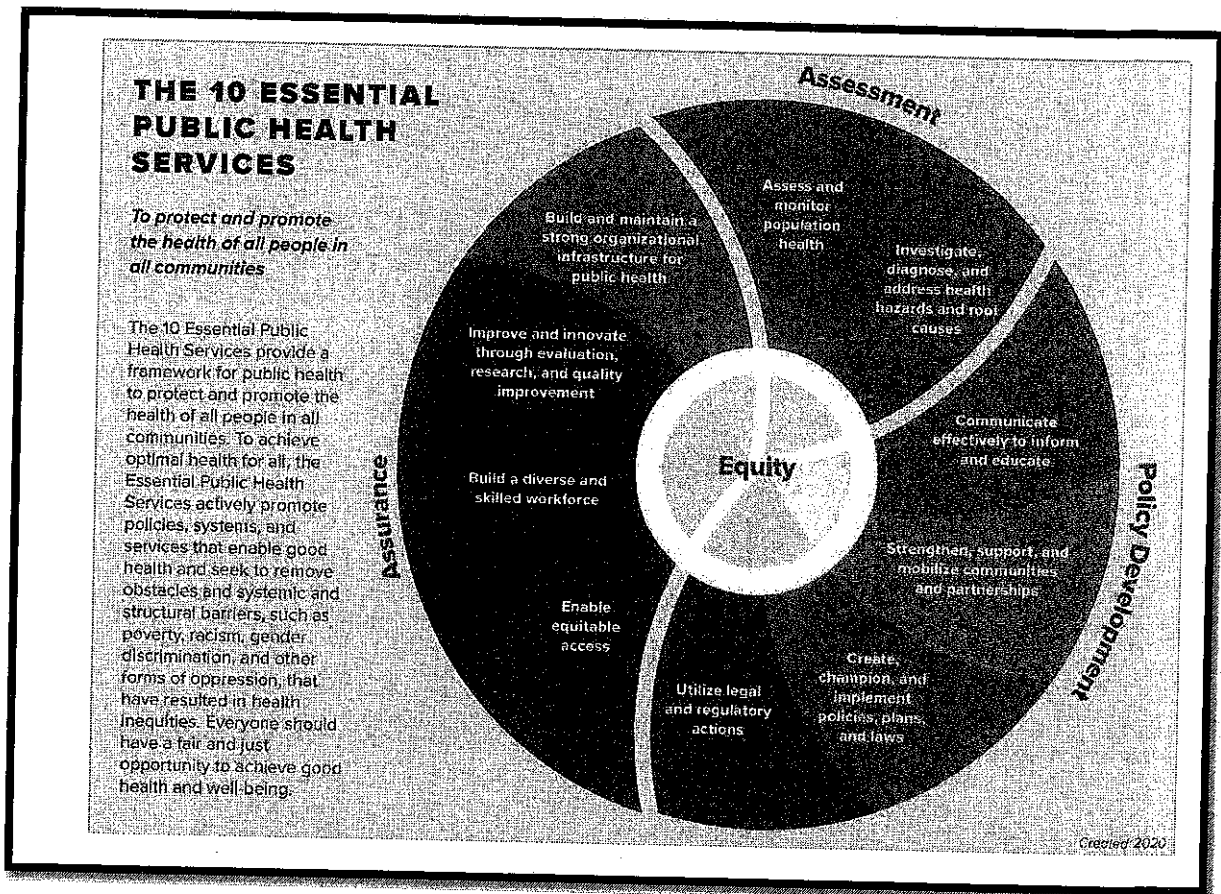 THE 10 ESSENTIAL
PUBLIC HEALTH
SERVICES
To protect and promote
the health of all people in
all communities
The 10 Essential Public
Health Services provide a
framework for public health
to protect and promote the
health of all people in all
communities. To achieve
optimal health for all, the
Essential Public Health
Services actively promote
policies, systems, and
services that enable good
health and seek to remove
obstacles and systemic and
structural barriers, such as
poverty, racism, gender
discrimination, and other
forms of oppression, that
have resulted in health
inequities. Everyone should
have a fair and just
opportunity to achieve good
health and well-being.
Assessment
Assess and
monitor
population
health
Investigate,
diagnose, and
address health
hazards and root
causes
Policy Development
Communicate
effectively to inform
and educate
Strengthen, support, and
mobilize communities
and partnerships
Create,
champion, and
implement
policies, plans,
and laws
Utilize legal
and regulatory
actions
Assurance
Enable
equitable
access
Build a diverse and
skilled workforce
Improve and innovate
through evaluation,
research, and quality
improvement
Build and maintain a
strong organizational
infrastructure for
public health
Equity
Created 2020